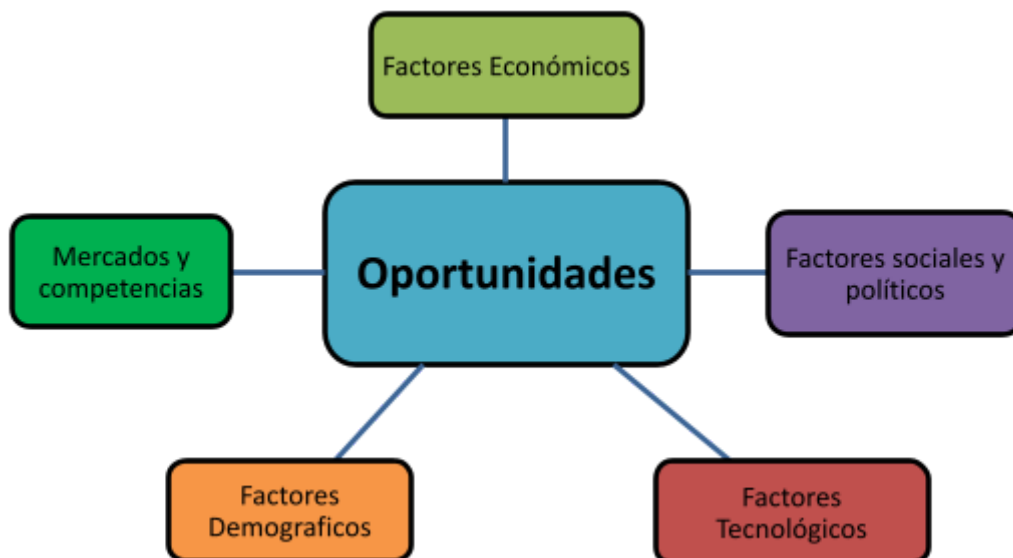 Factores Económicos
Mercados y
competencias
Oportunidades
Factores sociales y
políticos
Factores
Demograficos
Factores
Tecnológicos